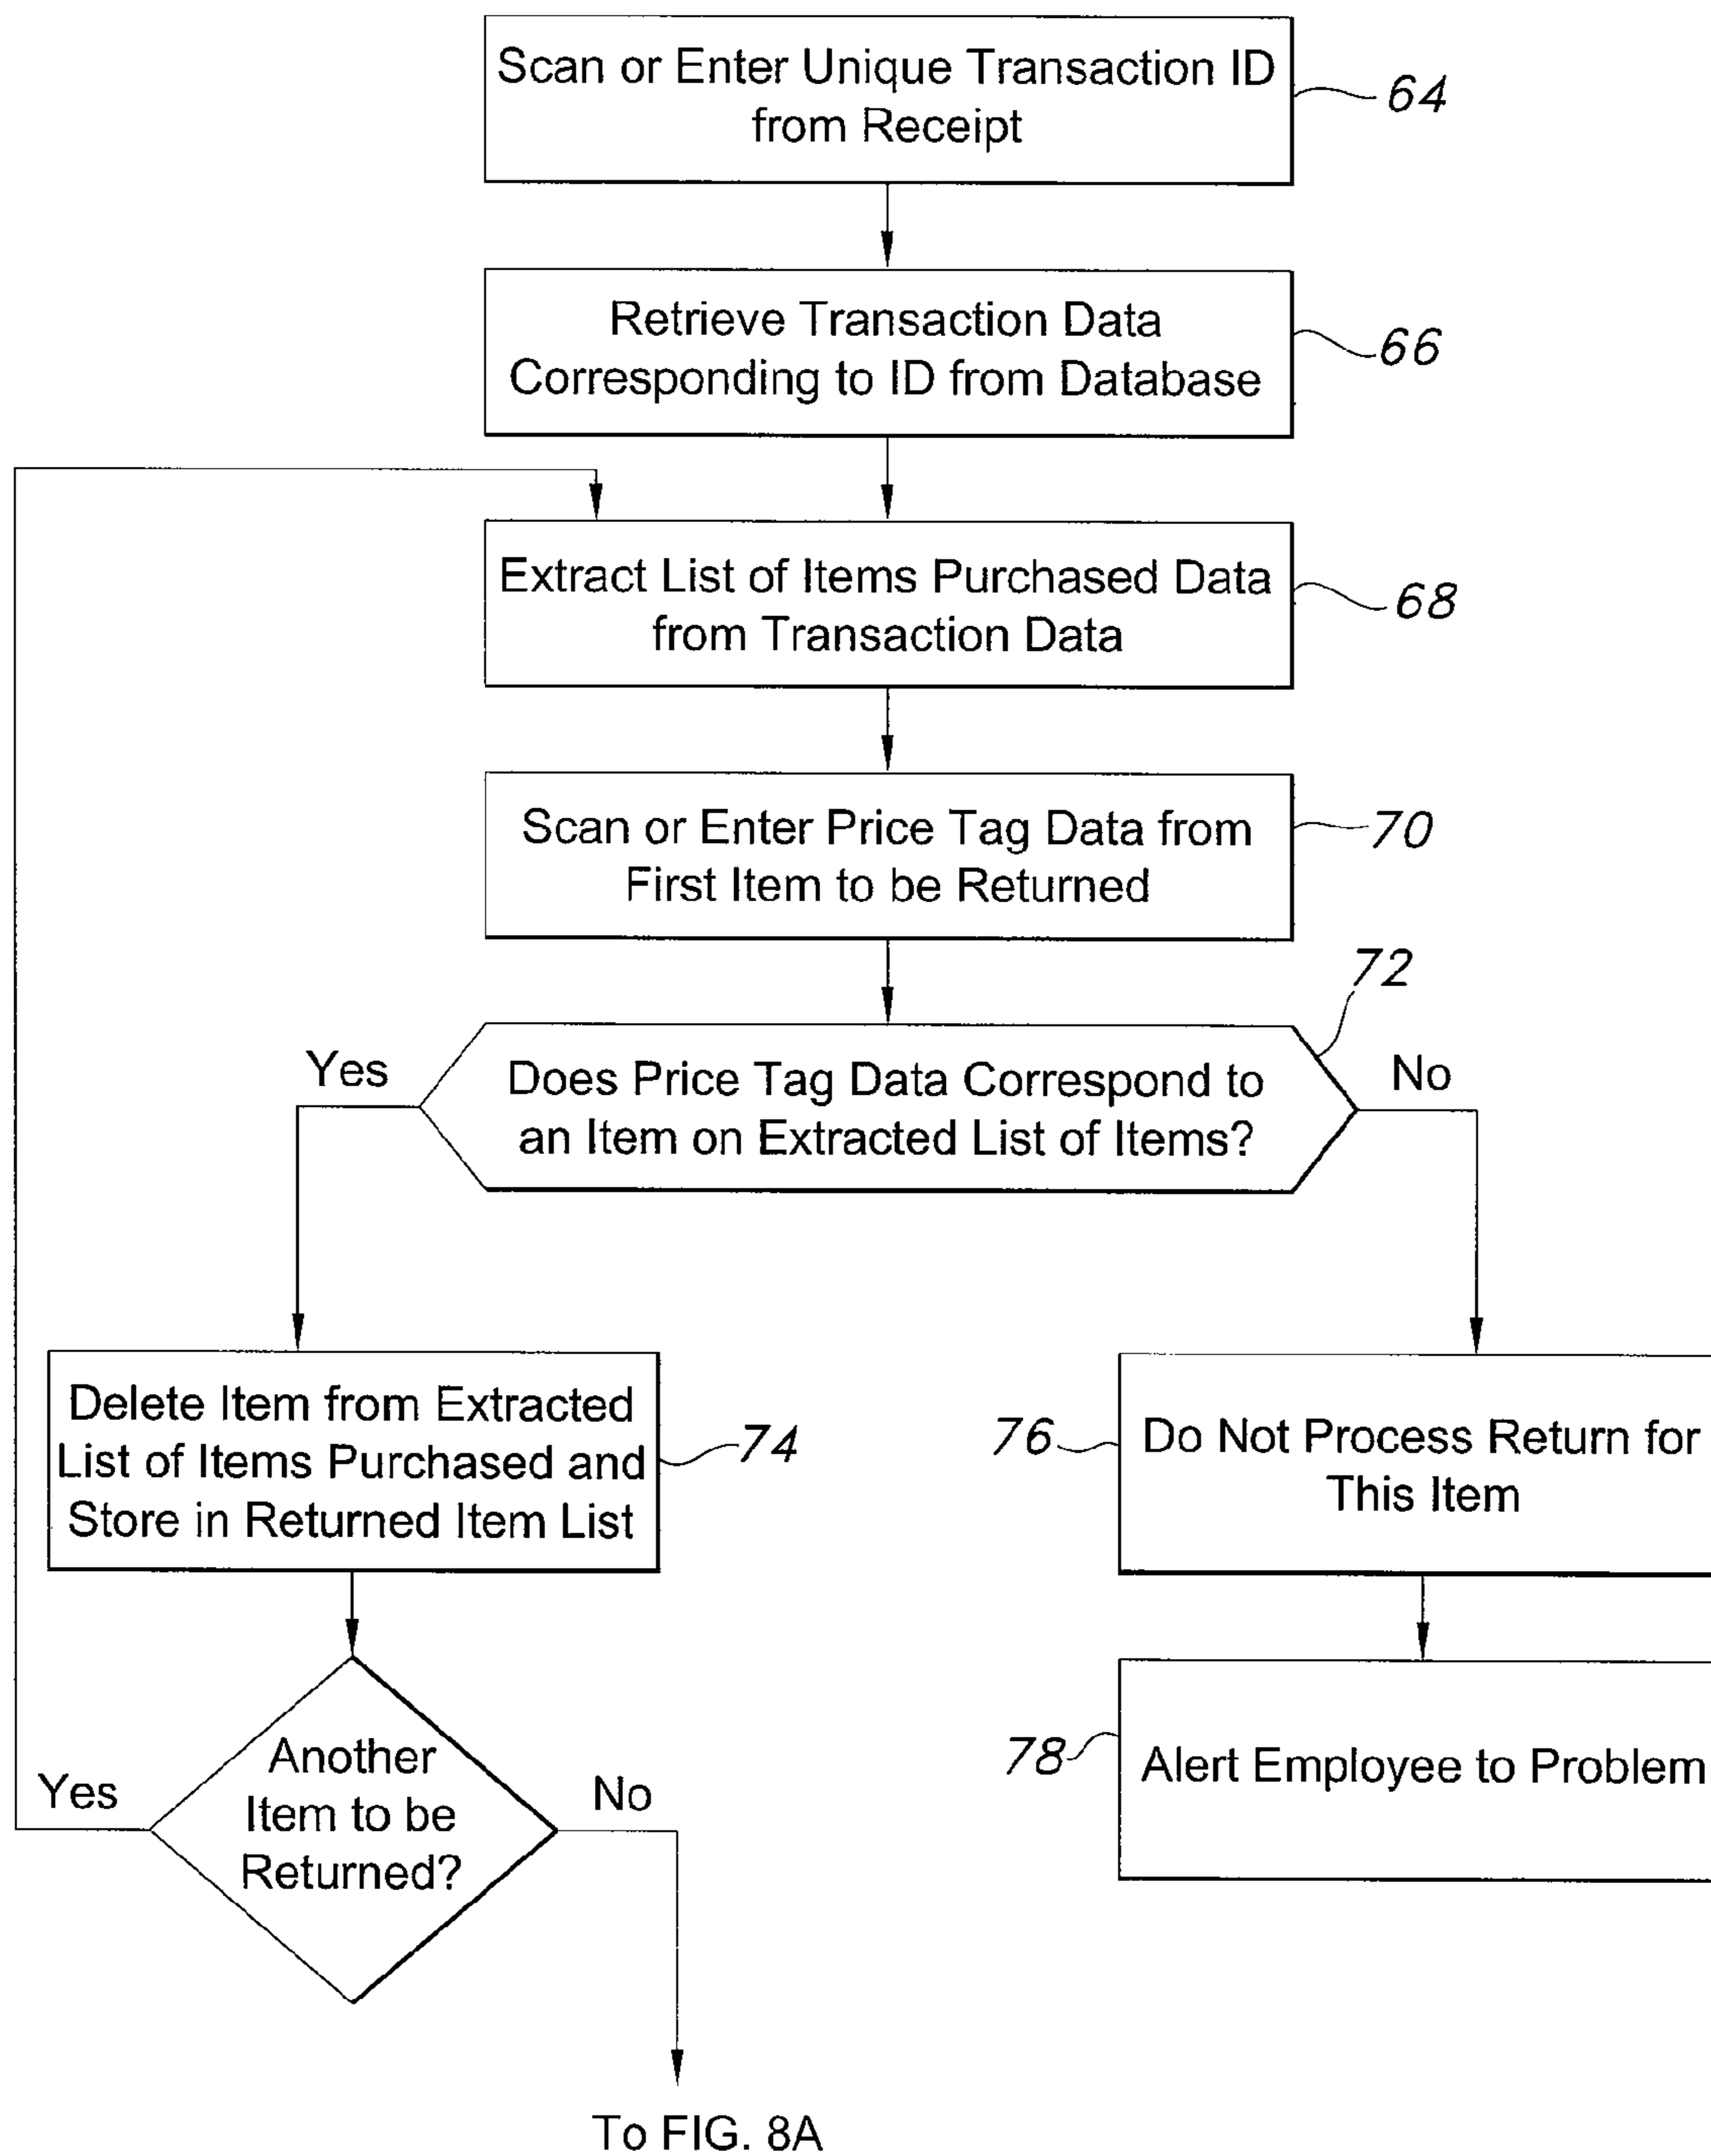 Scan or Enter Unique Transaction ID
from Receipt
64
Retrieve Transaction Data
Corresponding to ID from Database
66
Extract List of Items Purchased Data
from Transaction Data
68
Scan or Enter Price Tag Data from
First Item to be Returned
70
72
Yes
Does Price Tag Data Correspond to
an Item on Extracted List of Items?
No
Delete Item from Extracted
List of Items Purchased and
Store in Returned Item List
74
76
Do Not Process Return for
This Item
78
Alert Employee to Problem
Yes
Another
Item to be
Returned?
No
To FIG. 8A